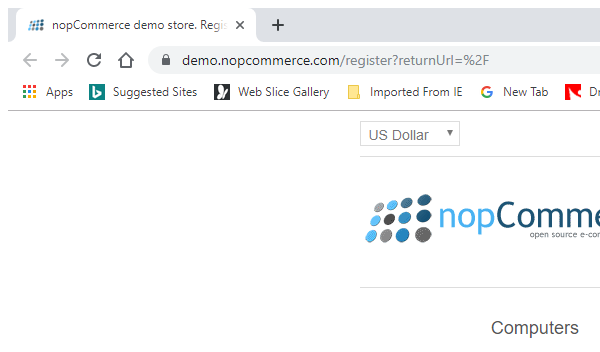 nopCommerce demo store. Regi
demo.nopcommerce.com/register?returnUrl=%2F
Apps Suggested Sites Web Slice Gallery Imported From IE New Tab
US Dollar
nopComme
open source e-com
Computers